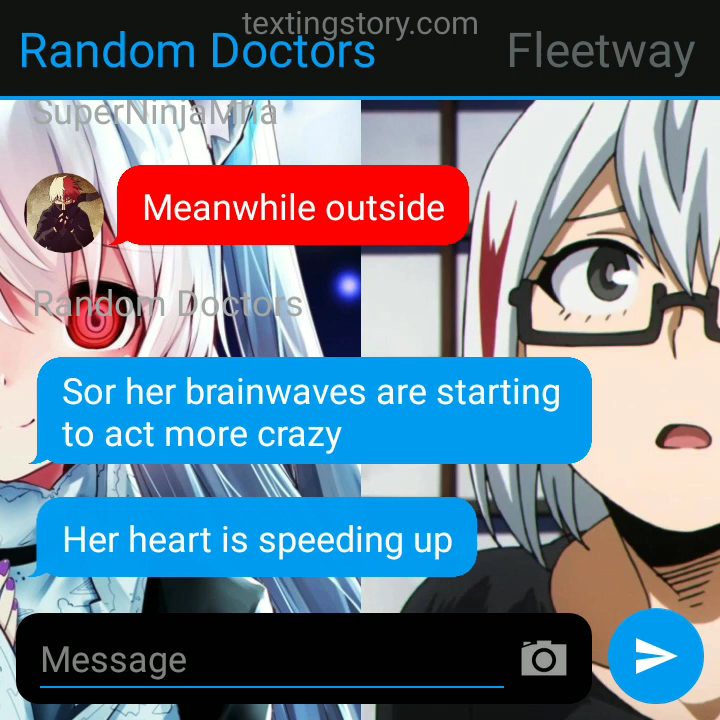 textingstory.com
Random Doctors Fleetway
SuperNinjaMha
Meanwhile outside
Random Doctors
Sor her brainwaves are starting
to act more crazy
Her heart is speeding up
Message